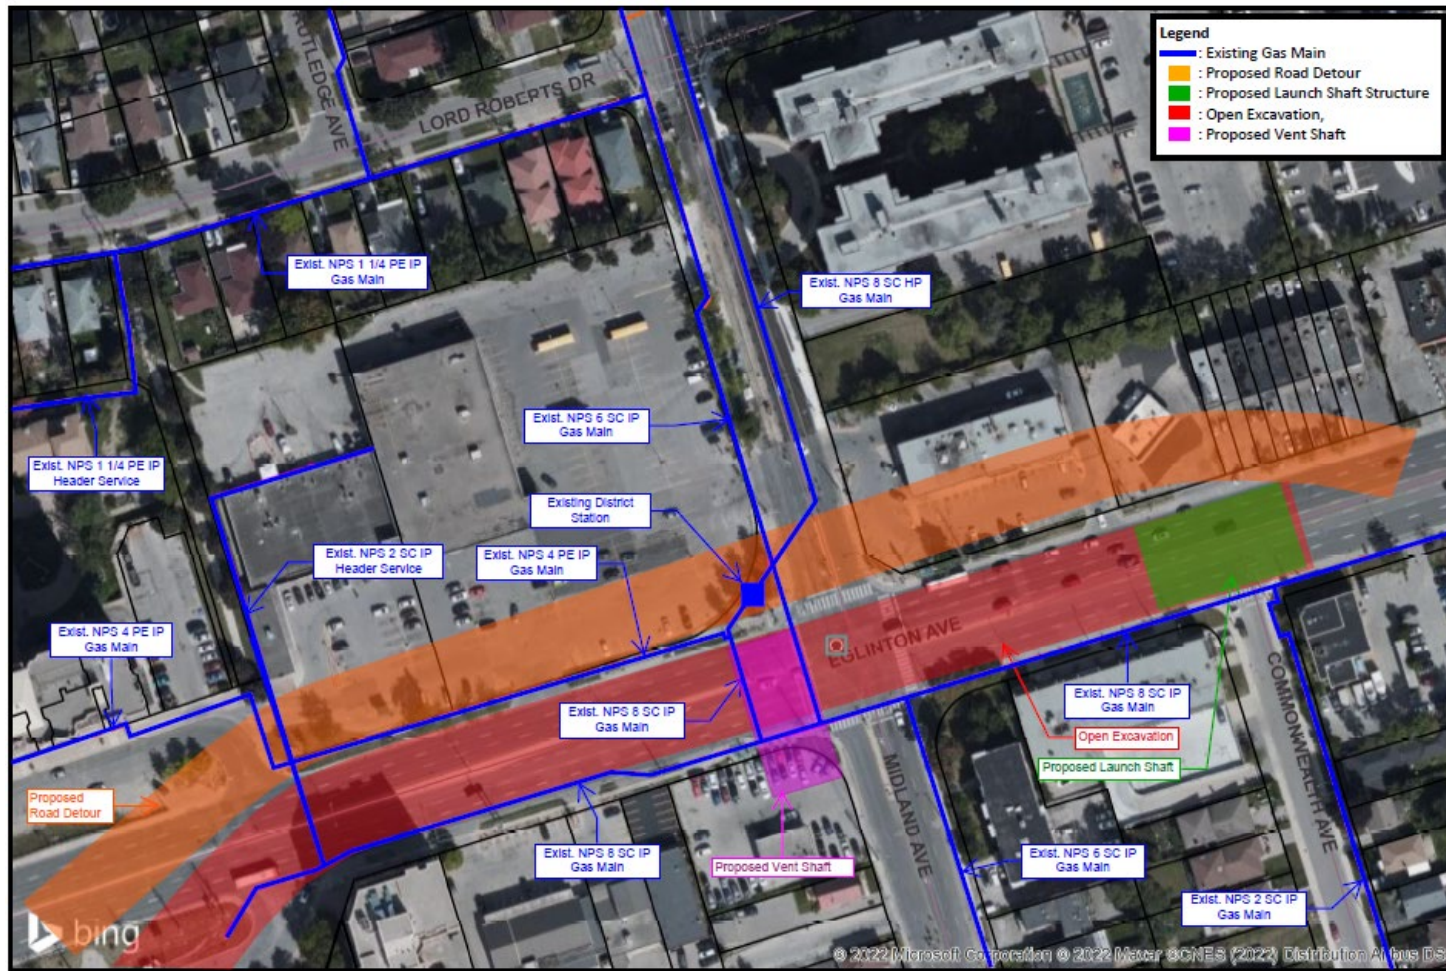 Legend
: Existing Gas Main
: Proposed Road Detour
: Proposed Launch Shaft Structure
: Open Excavation,
: Proposed Vent Shaft
RUTLEDGE AVE
LORD ROBERTS DR
Exist. NPS 1 1/4 PE IP
Gas Main
Exist. NPS 8 SC HP
Gas Main
Exist. NPS 6 SC IP
Gas Main
Exist. NPS 1 1/4 PE IP
Header Service
Existing District
Station
Exist. NPS 2 SC IP
Header Service
Exist. NPS 4 PE IP
Gas Main
Exist. NPS 4 PE IP
Gas Main
EGLINTON AVE
Exist. NPS 8 SC IP
Gas Main
Exist. NPS 8 SC IP
Gas Main
Open Excavation
Proposed Launch Shaft
COMMONWEALTH AVE
MIDLAND AVE
Proposed
Road Detour
Exist. NPS 8 SC IP
Gas Main
Proposed Vent Shaft
Exist. NPS 6 SC IP
Gas Main
Exist. NPS 2 SC IP
Gas Main
bing
© 2022 Microsoft Corporation © 2022 Maxar ©CNES (2022) Distribution Airbus DS